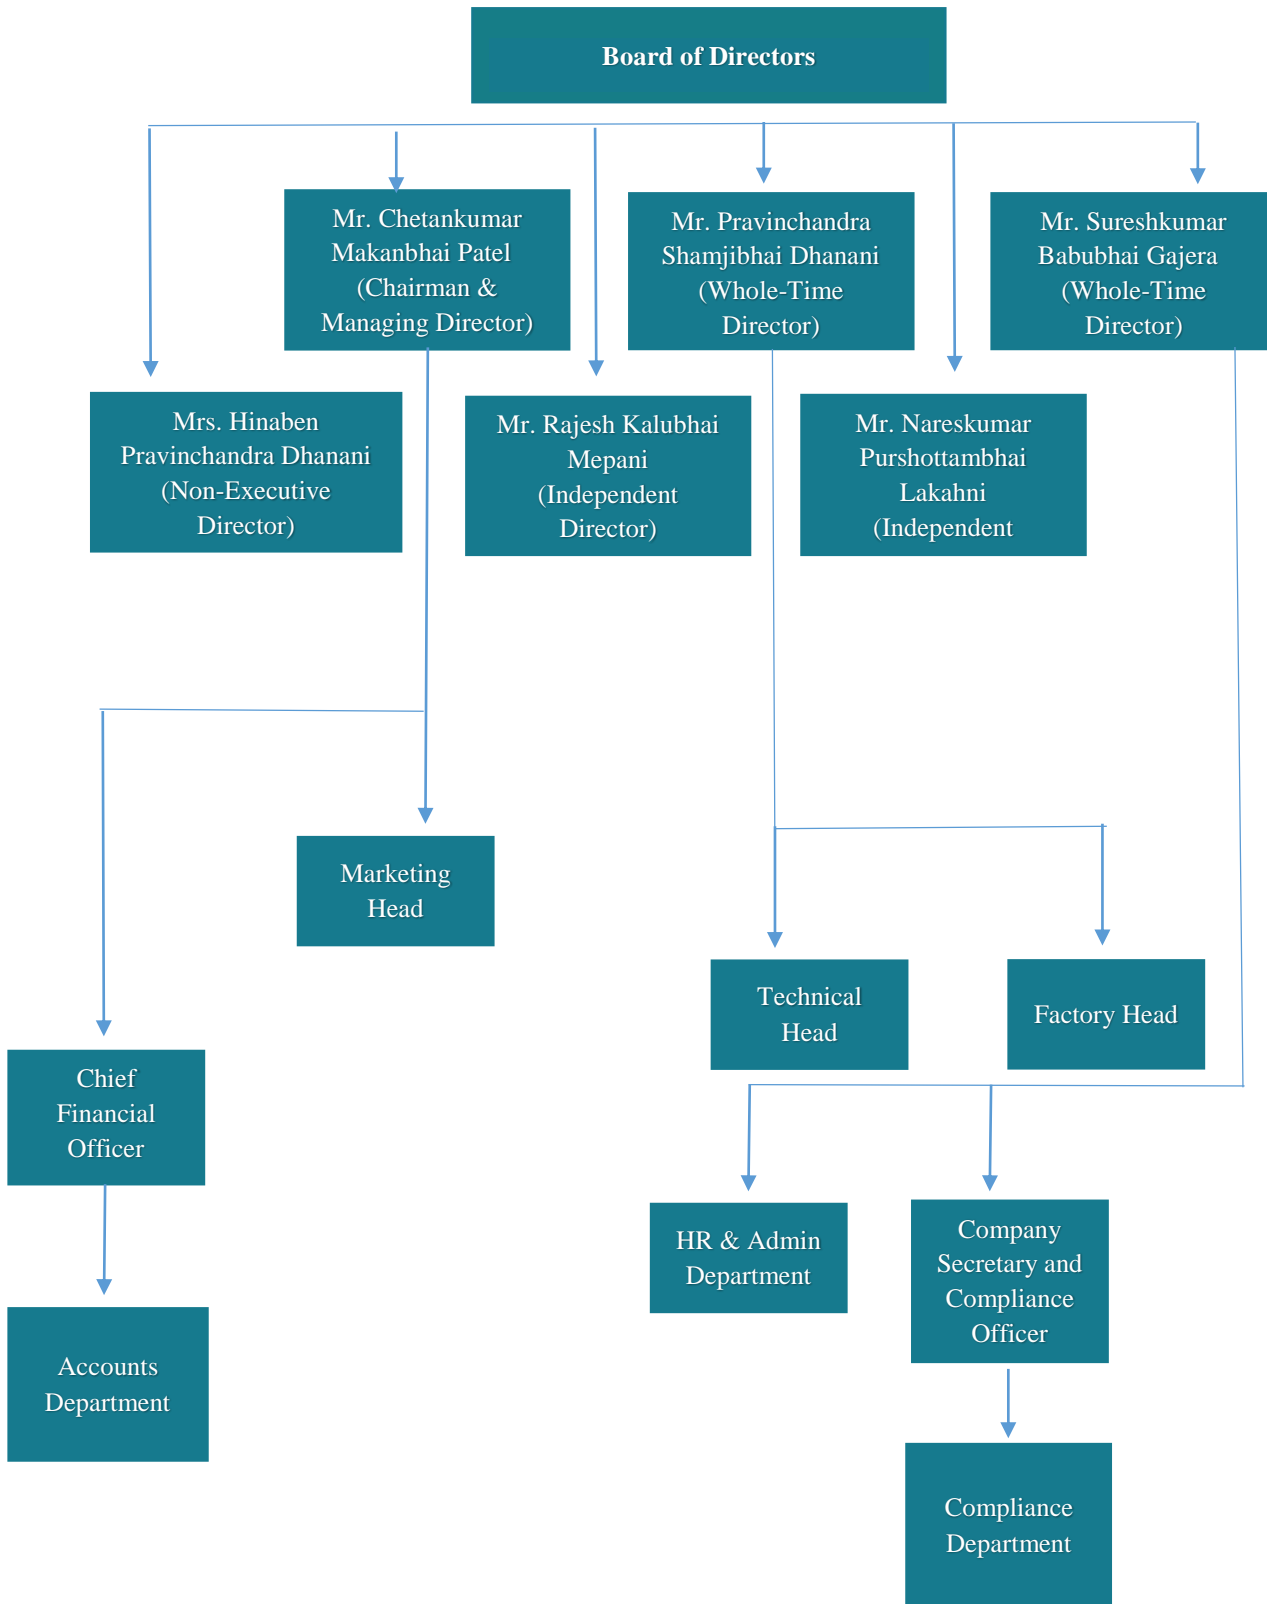 Board of Directors
Mr. Chetankumar
Makanbhai Patel
(Chairman &
Managing Director)
Mr. Pravinchandra
Shamjibhai Dhanani
(Whole-Time
Director)
Mr. Sureshkumar
Babubhai Gajera
(Whole-Time
Director)
Mrs. Hinaben
Pravinchandra Dhanani
(Non-Executive
Director)
Mr. Rajesh Kalubhai
Mepani
(Independent
Director)
Mr. Nareskumar
Purshottambhai
Lakahni
(Independent
Marketing
Head
Technical
Head
Factory Head
Chief
Financial
Officer
HR & Admin
Department
Company
Secretary and
Compliance
Officer
Accounts
Department
Compliance
Department